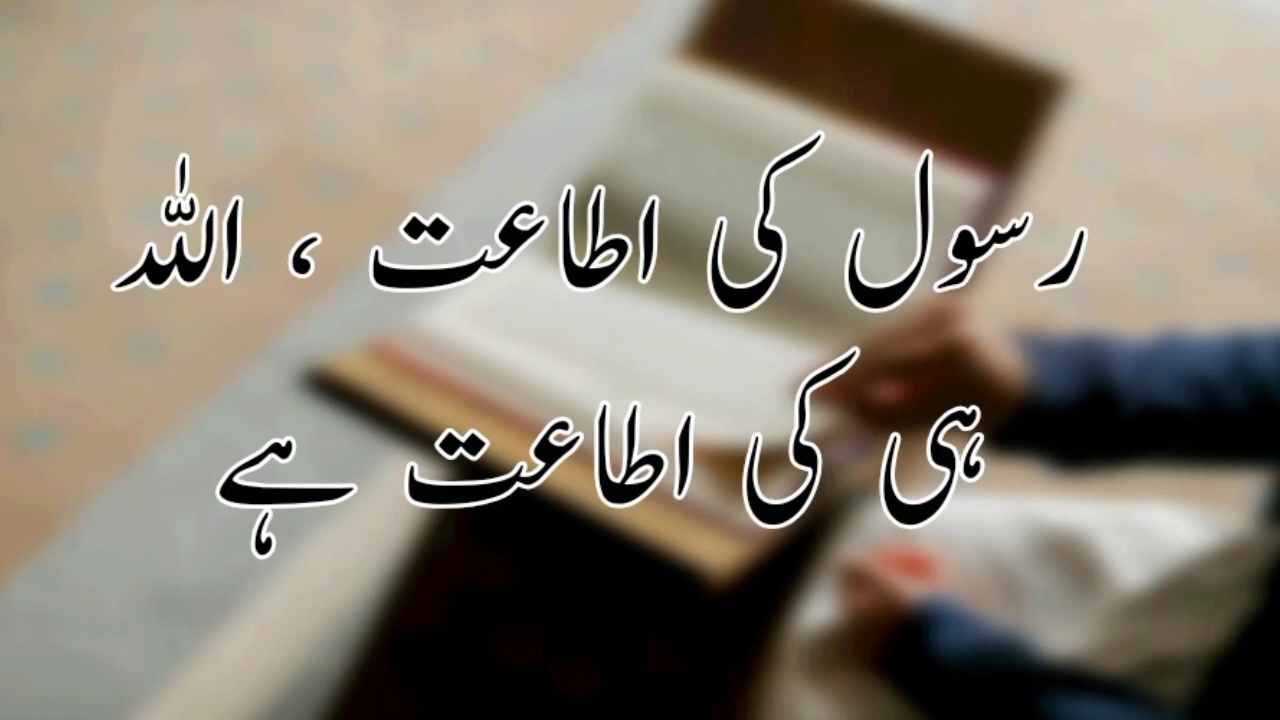 رسول کی اطاعت ، اللہ
ہی کی اطاعت ہے